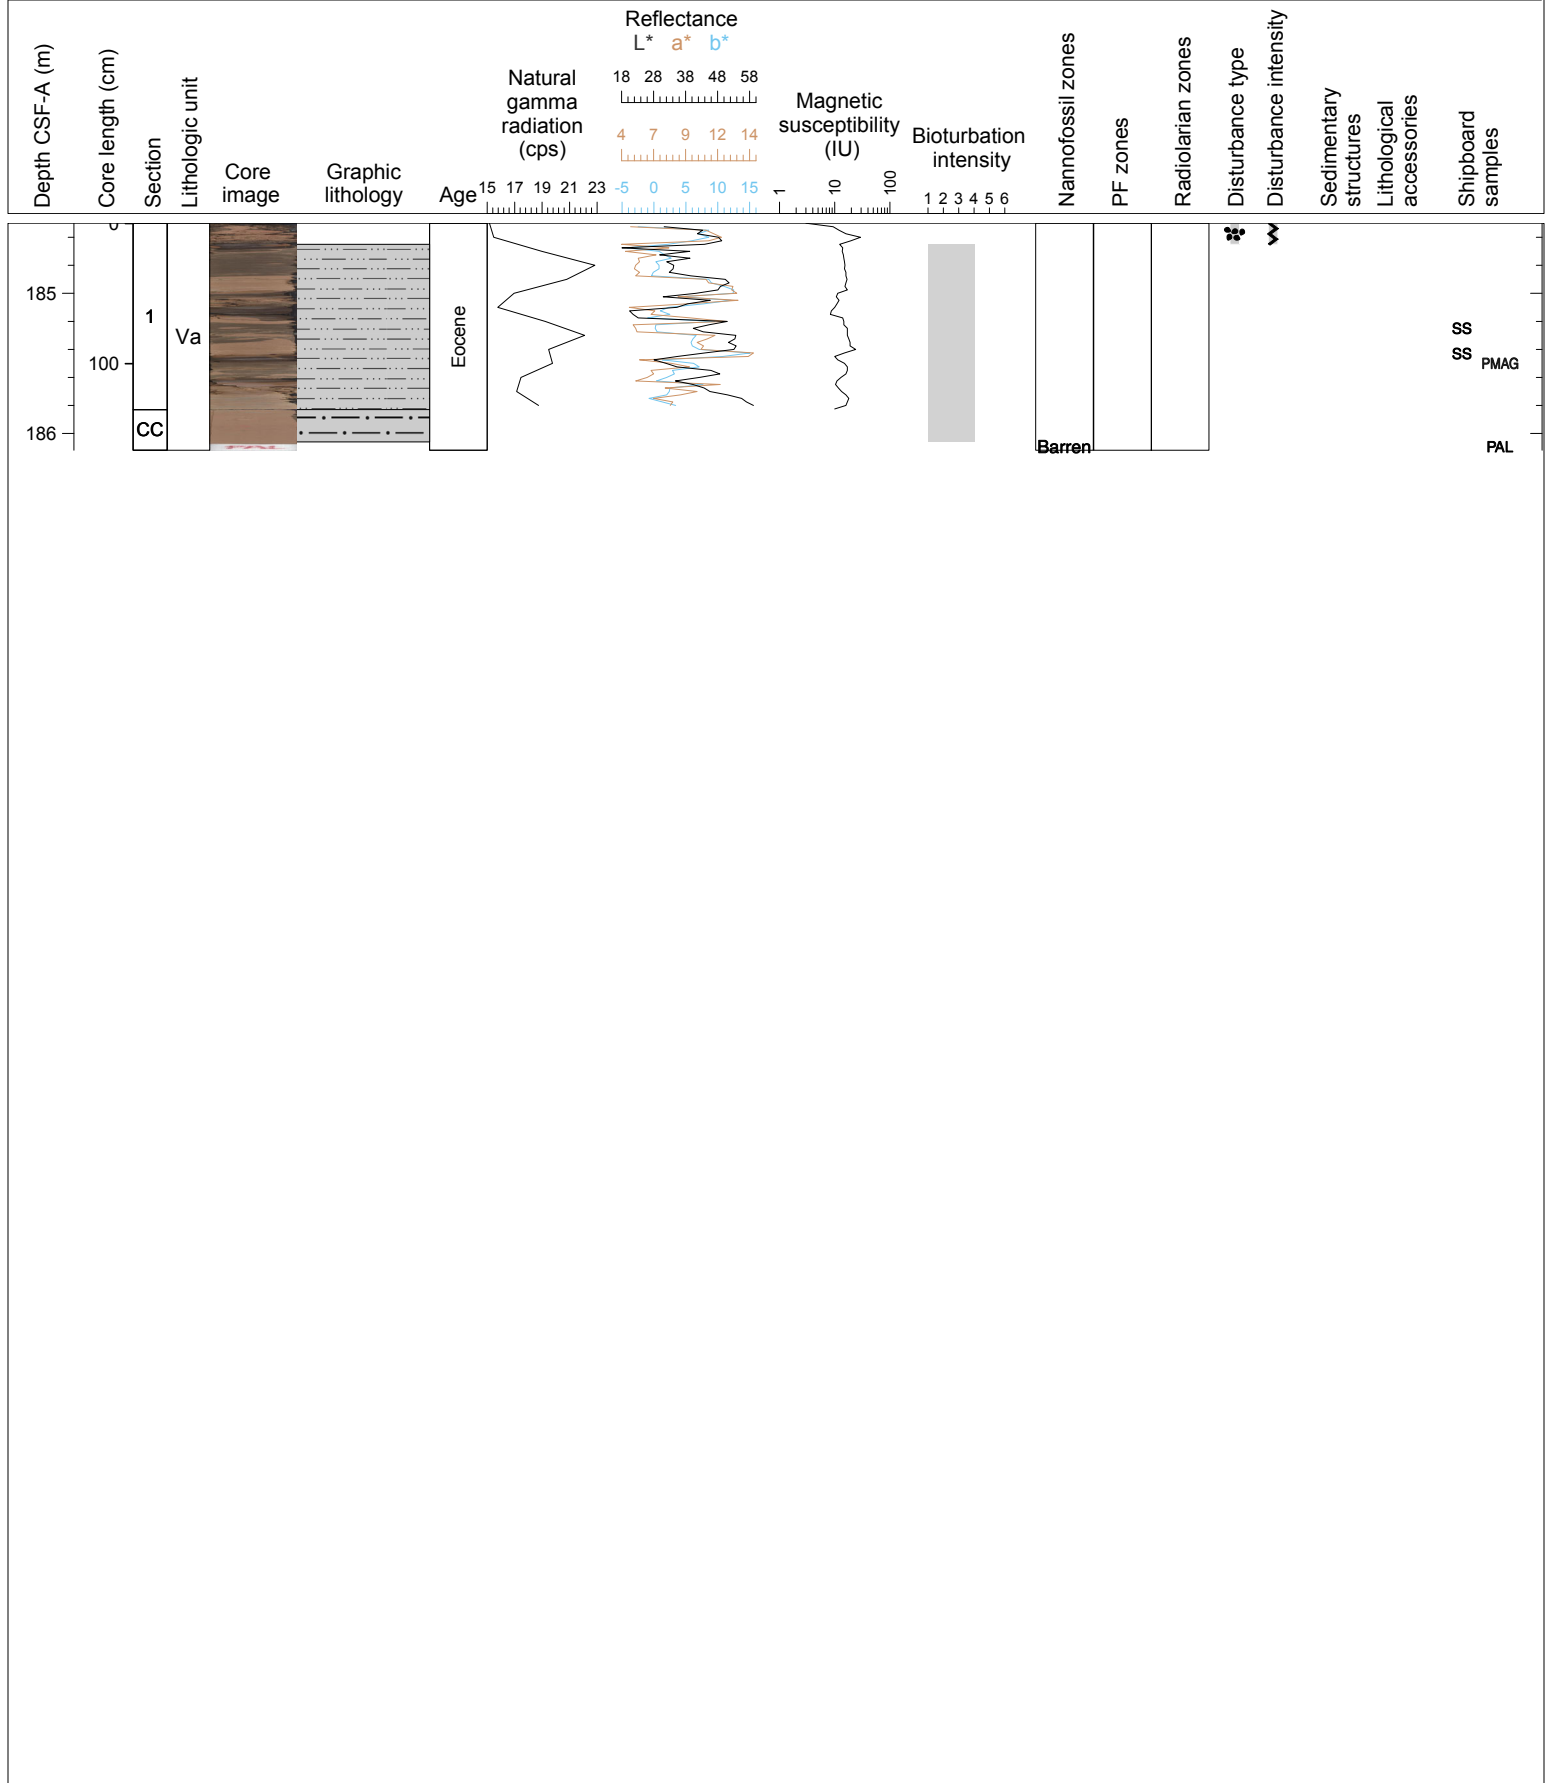 Depth CSF-A (m)
Core length (cm)
Section
Lithologic unit
Core
image
Graphic
lithology
Age
Natural
gamma
radiation
(cps)
15 17 19 21 23
Reflectance
L* a* b*
18 28 38 48 58
4 7 9 12 14
-5 0 5 10 15
Magnetic
susceptibility
(IU)
1 10 100
Bioturbation
intensity
1 2 3 4 5 6
Nannofossil zones
PF zones
Radiolarian zones
Disturbance type
Disturbance intensity
Sedimentary
structures
Lithological
accessories
Shipboard
samples
0
185
1
Va
Eocene
SS
100
SS
PMAG
CC
186
PAL
Barren
PAL